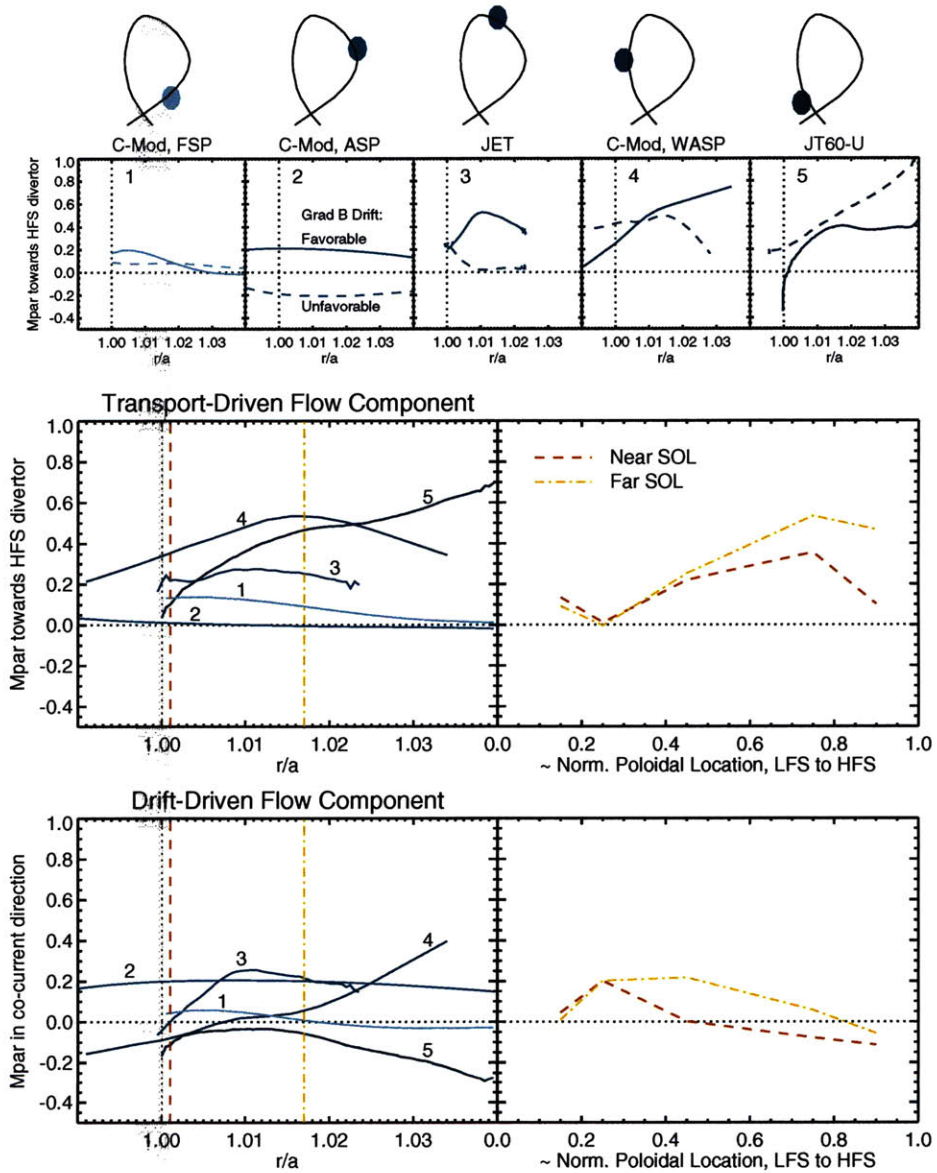 C-Mod, FSP C-Mod, ASP JET C-Mod, WASP JT60-U
1.0 1 2 3 4 5
0.8
0.6 Grad B Drift:
0.4 Favorable
0.2
0.0
-0.2
-0.4 Unfavorable
Mpar towards HFS divertor
1.00 1.01 1.02 1.03 1.00 1.01 1.02 1.03 1.00 1.01 1.02 1.03 1.00 1.01 1.02 1.03 1.00 1.01 1.02 1.03
r/a r/a r/a r/a r/a
Transport-Driven Flow Component
1.0
0.8
0.6
0.4
0.2
0.0
-0.2
-0.4
Mpar towards HFS divertor
5
4
3
1
2
Near SOL
Far SOL
1.00 1.01 1.02 1.03 0.0 0.2 0.4 0.6 0.8 1.0
r/a ~ Norm. Poloidal Location, LFS to HFS
Drift-Driven Flow Component
1.0
0.8
0.6
0.4
0.2
0.0
-0.2
-0.4
Mpar in co-current direction
4
3
2
1
5
1.00 1.01 1.02 1.03 0.0 0.2 0.4 0.6 0.8 1.0
r/a ~ Norm. Poloidal Location, LFS to HFS